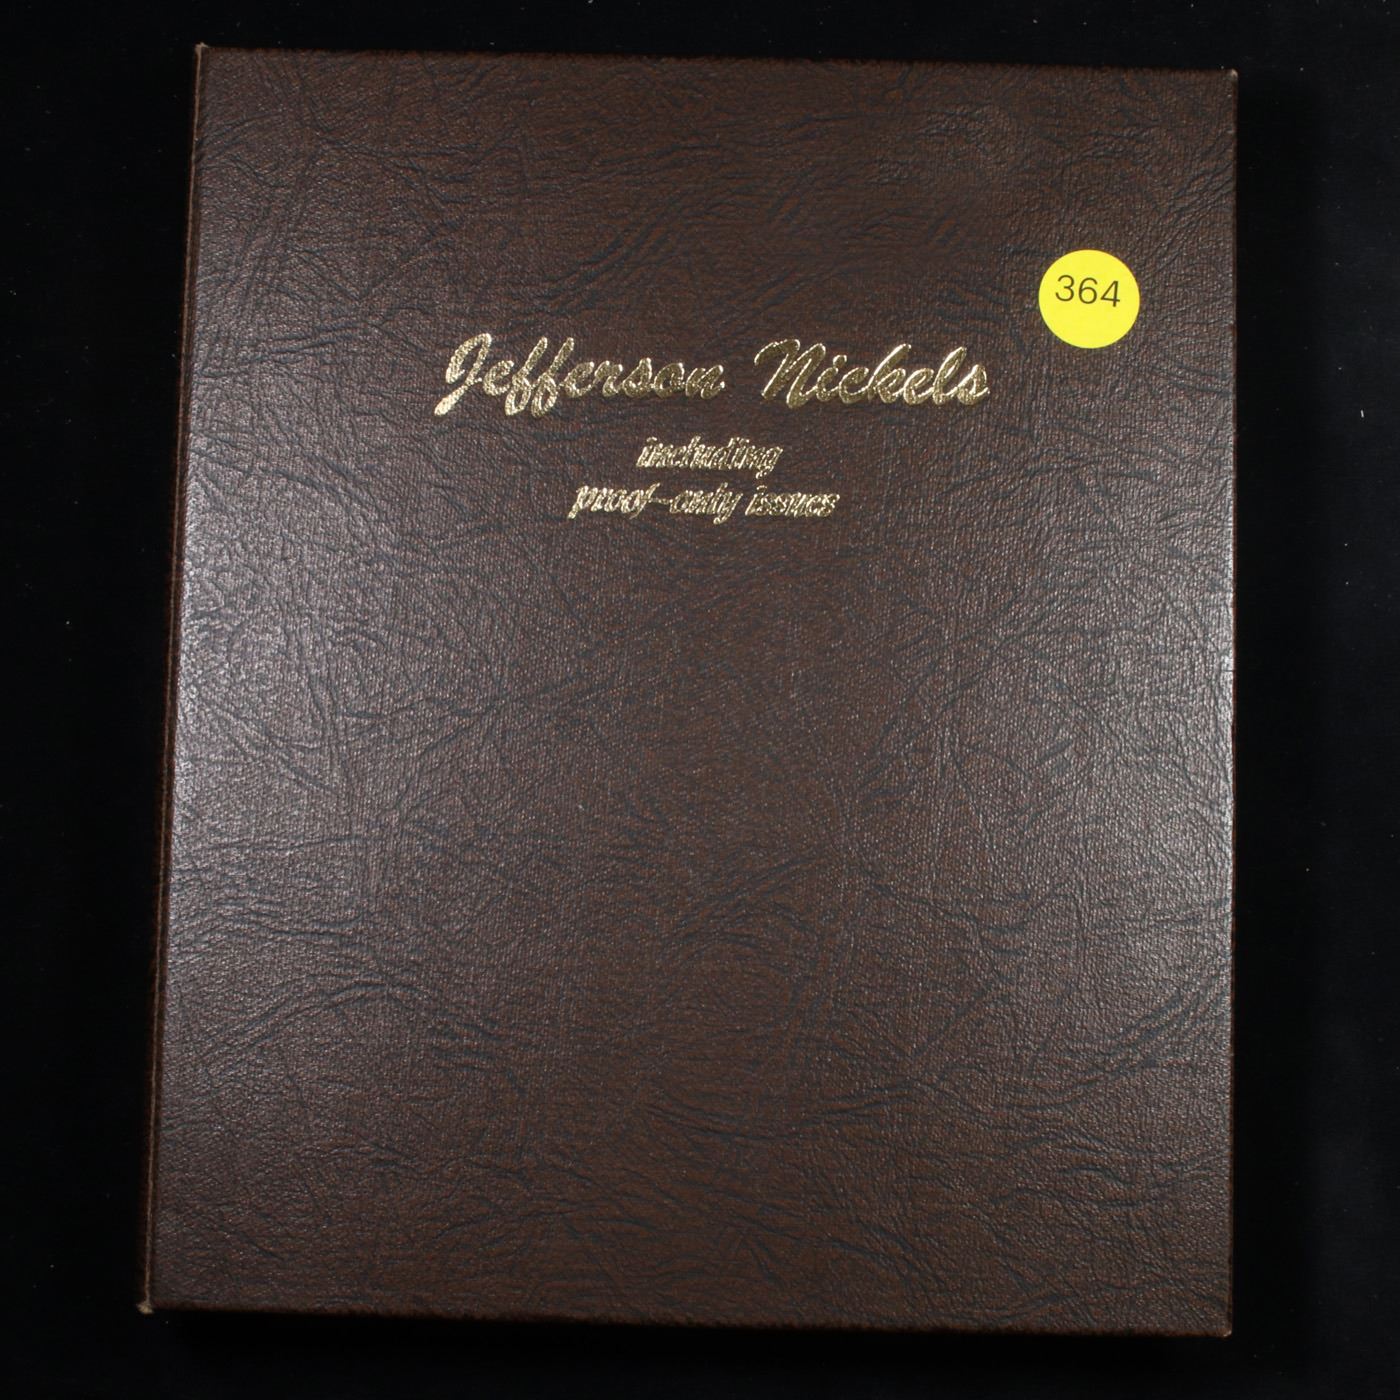 364
Jefferson Nickels
including
proof-only issues